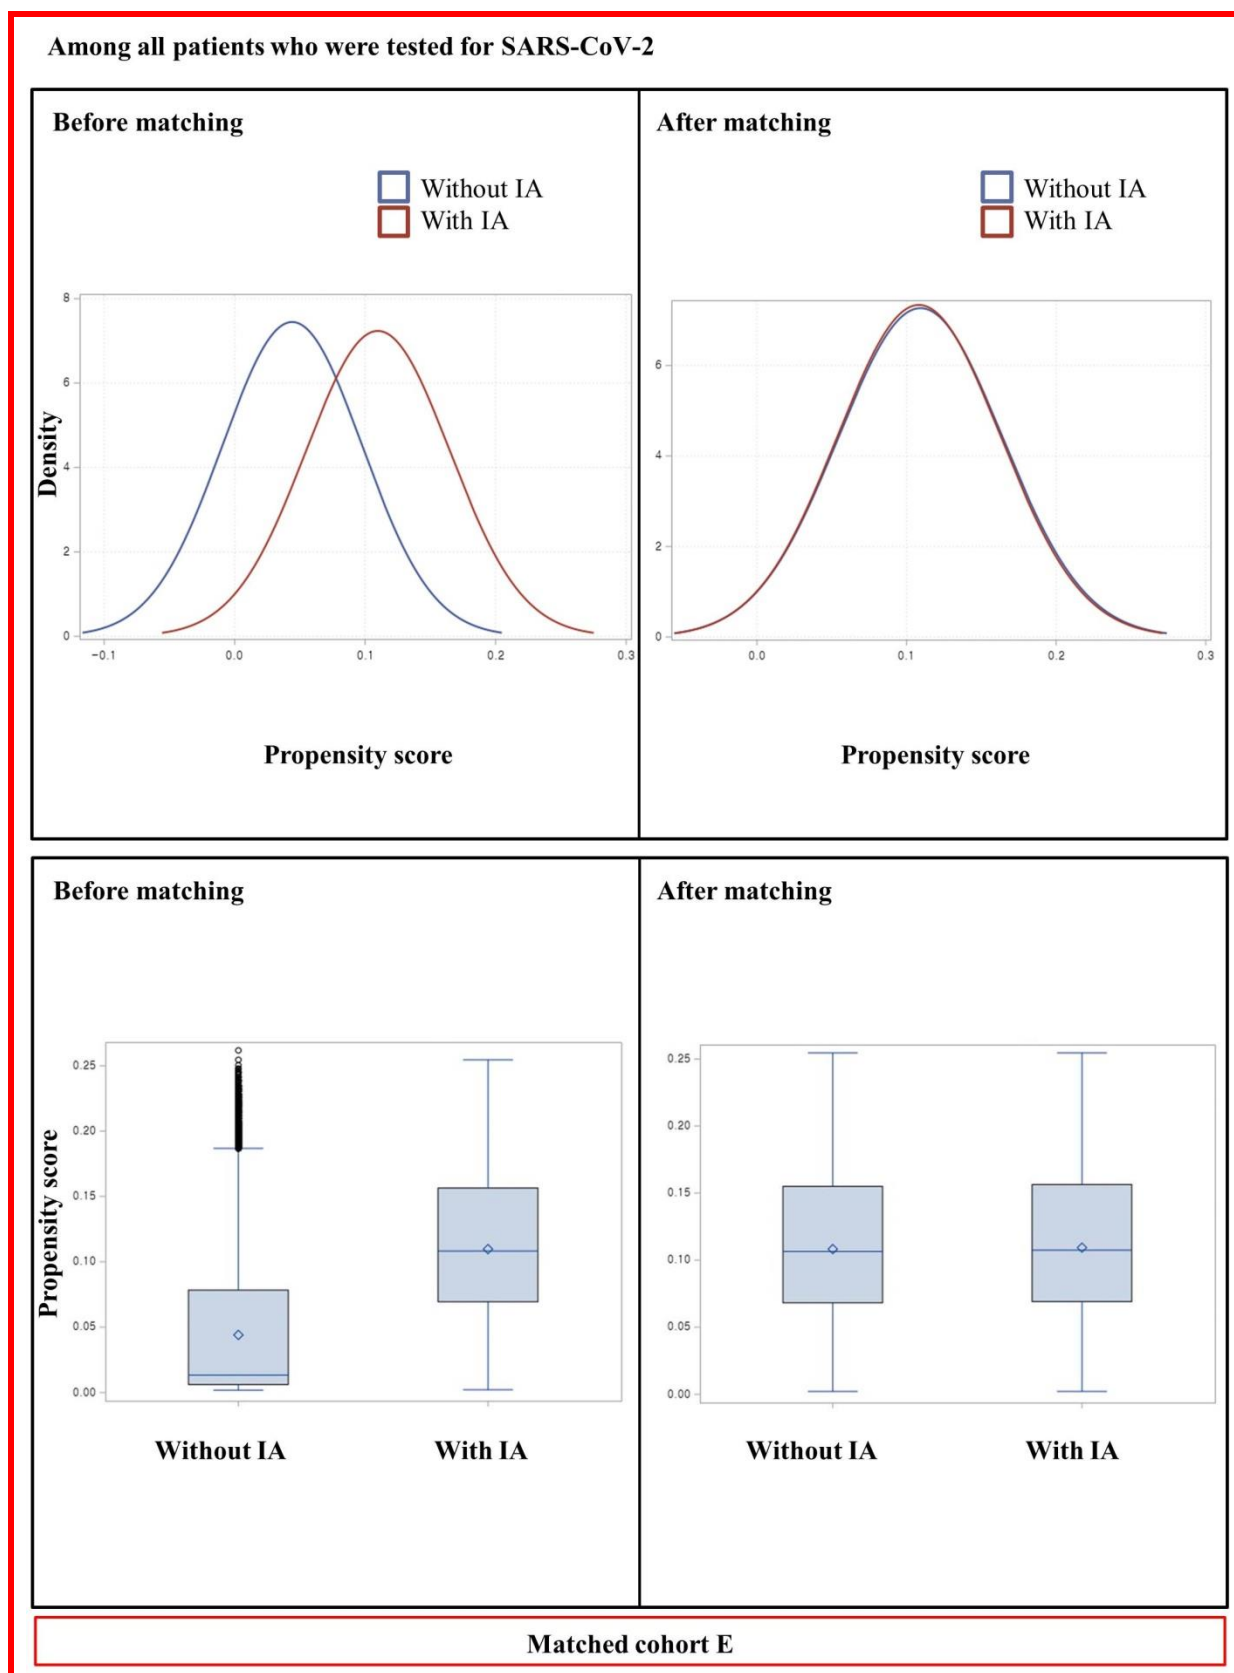 Among all patients who were tested for SARS-CoV-2
Before matching
Without IA
With IA
8
6
4
2
0
Density
−0.1
0.0
0.1
0.2
0.3
Propensity score
After matching
Without IA
With IA
6
4
2
0
0.0
0.1
0.2
0.3
Propensity score
Before matching
0.25
0.20
0.15
0.10
0.05
0.00
Propensity score
Without IA
With IA
After matching
0.25
0.20
0.15
0.10
0.05
0.00
Without IA
With IA
Matched cohort E